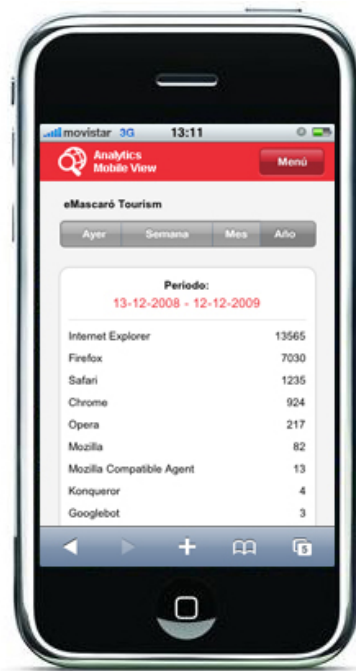 movistar 3G 13:11
Analytics
Mobile View
Menú
eMascaró Tourism
Ayer Semana Mes Año
Período:
13-12-2008 - 12-12-2009
Internet Explorer 13565
Firefox 7030
Safari 1235
Chrome 924
Opera 217
Mozilla 82
Mozilla Compatible Agent 13
Konqueror 4
Googlebot 3
5